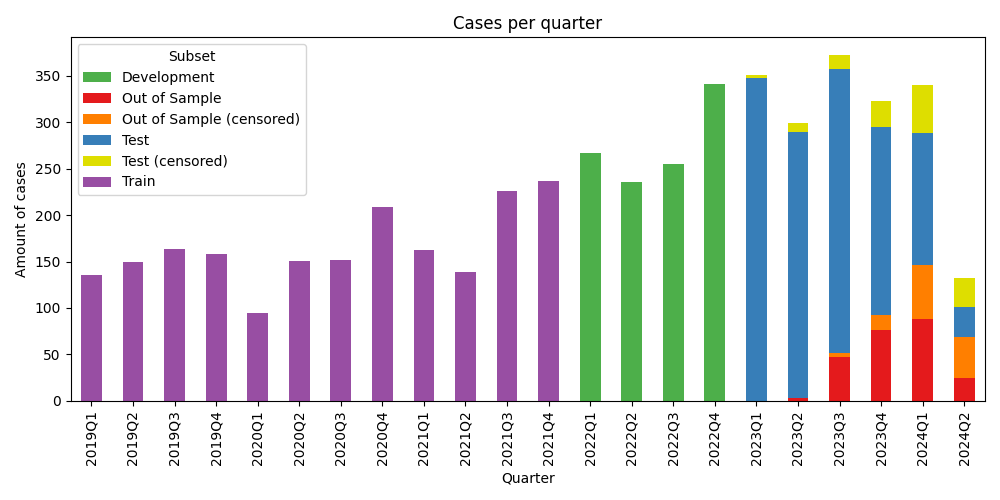 Cases per quarter
Subset
Development
Out of Sample
Out of Sample (censored)
Test
Test (censored)
Train
Amount of cases
350
300
250
200
150
100
50
0
2019Q1
2019Q2
2019Q3
2019Q4
2020Q1
2020Q2
2020Q3
2020Q4
2021Q1
2021Q2
2021Q3
2021Q4
2022Q1
2022Q2
2022Q3
2022Q4
2023Q1
2023Q2
2023Q3
2023Q4
2024Q1
2024Q2
Quarter